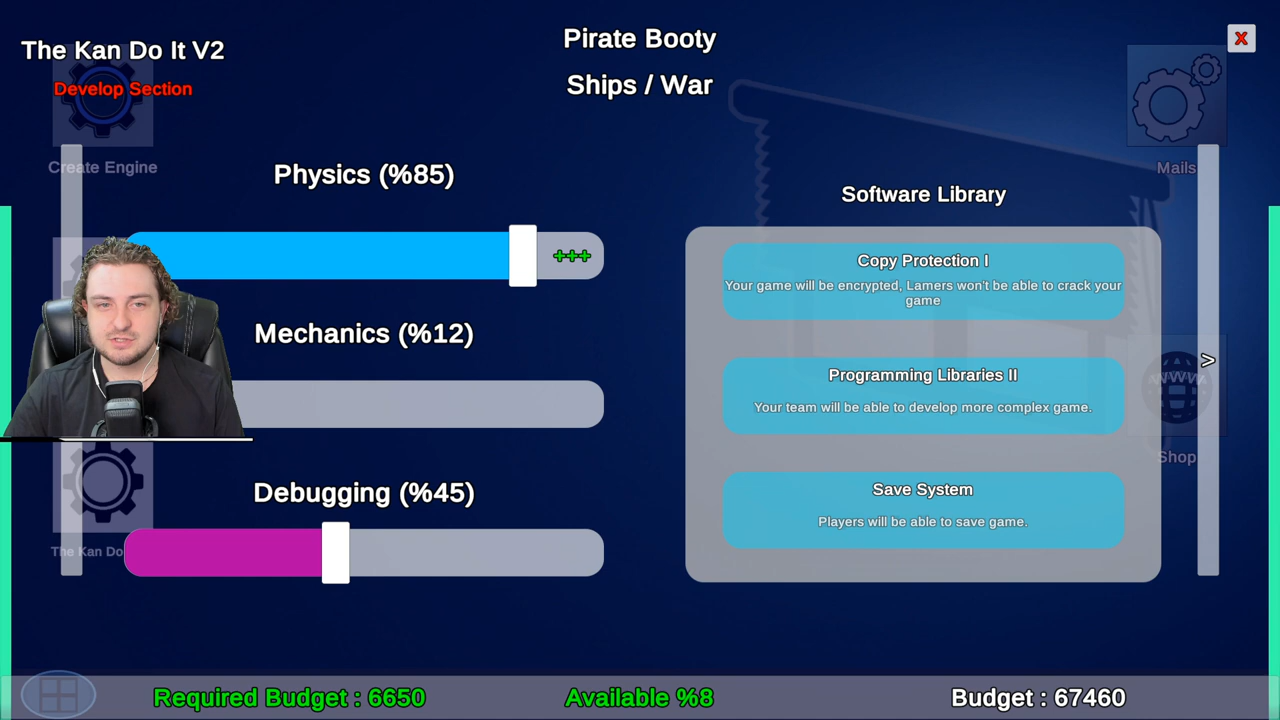 The Kan Do It V2
Develop Section
Pirate Booty
Ships / War
X
Create Engine
Mails
Physics (%85)
+++
Mechanics (%12)
Debugging (%45)
The Kan Do
Software Library
Copy Protection I
Your game will be encrypted, Lamers won't be able to crack your
game
Programming Libraries II
Your team will be able to develop more complex game.
Save System
Players will be able to save game.
>
Shop
Required Budget : 6650
Available %8
Budget : 67460